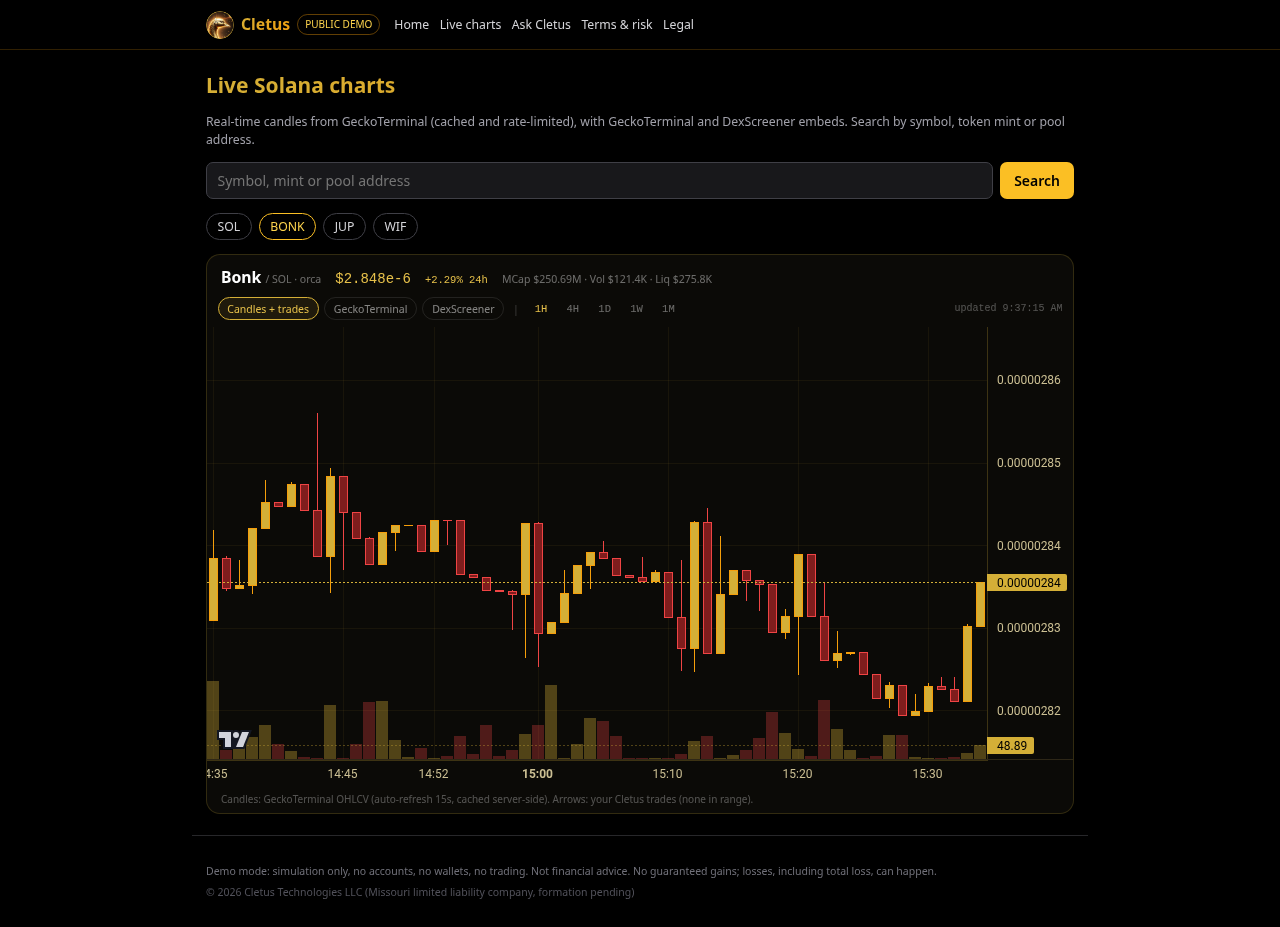 Cletus PUBLIC DEMO Home Live charts Ask Cletus Terms & risk Legal
Live Solana charts
Real-time candles from GeckoTerminal (cached and rate-limited), with GeckoTerminal and DexScreener embeds. Search by symbol, token mint or pool
address.
Symbol, mint or pool address Search
SOL BONK JUP WIF
Bonk / SOL · orca $2.848e-6 +2.29% 24h MCap $250.69M · Vol $121.4K · Liq $275.8K
Candles + trades GeckoTerminal DexScreener | 1H 4H 1D 1W 1M updated 9:37:15 AM
0.00000286
0.00000285
0.00000284
0.00000284
0.00000283
0.00000282
48.89
4:35 14:45 14:52 15:00 15:10 15:20 15:30
Candles: GeckoTerminal OHLCV (auto-refresh 15s, cached server-side). Arrows: your Cletus trades (none in range).
Demo mode: simulation only, no accounts, no wallets, no trading. Not financial advice. No guaranteed gains; losses, including total loss, can happen.
© 2026 Cletus Technologies LLC (Missouri limited liability company, formation pending)